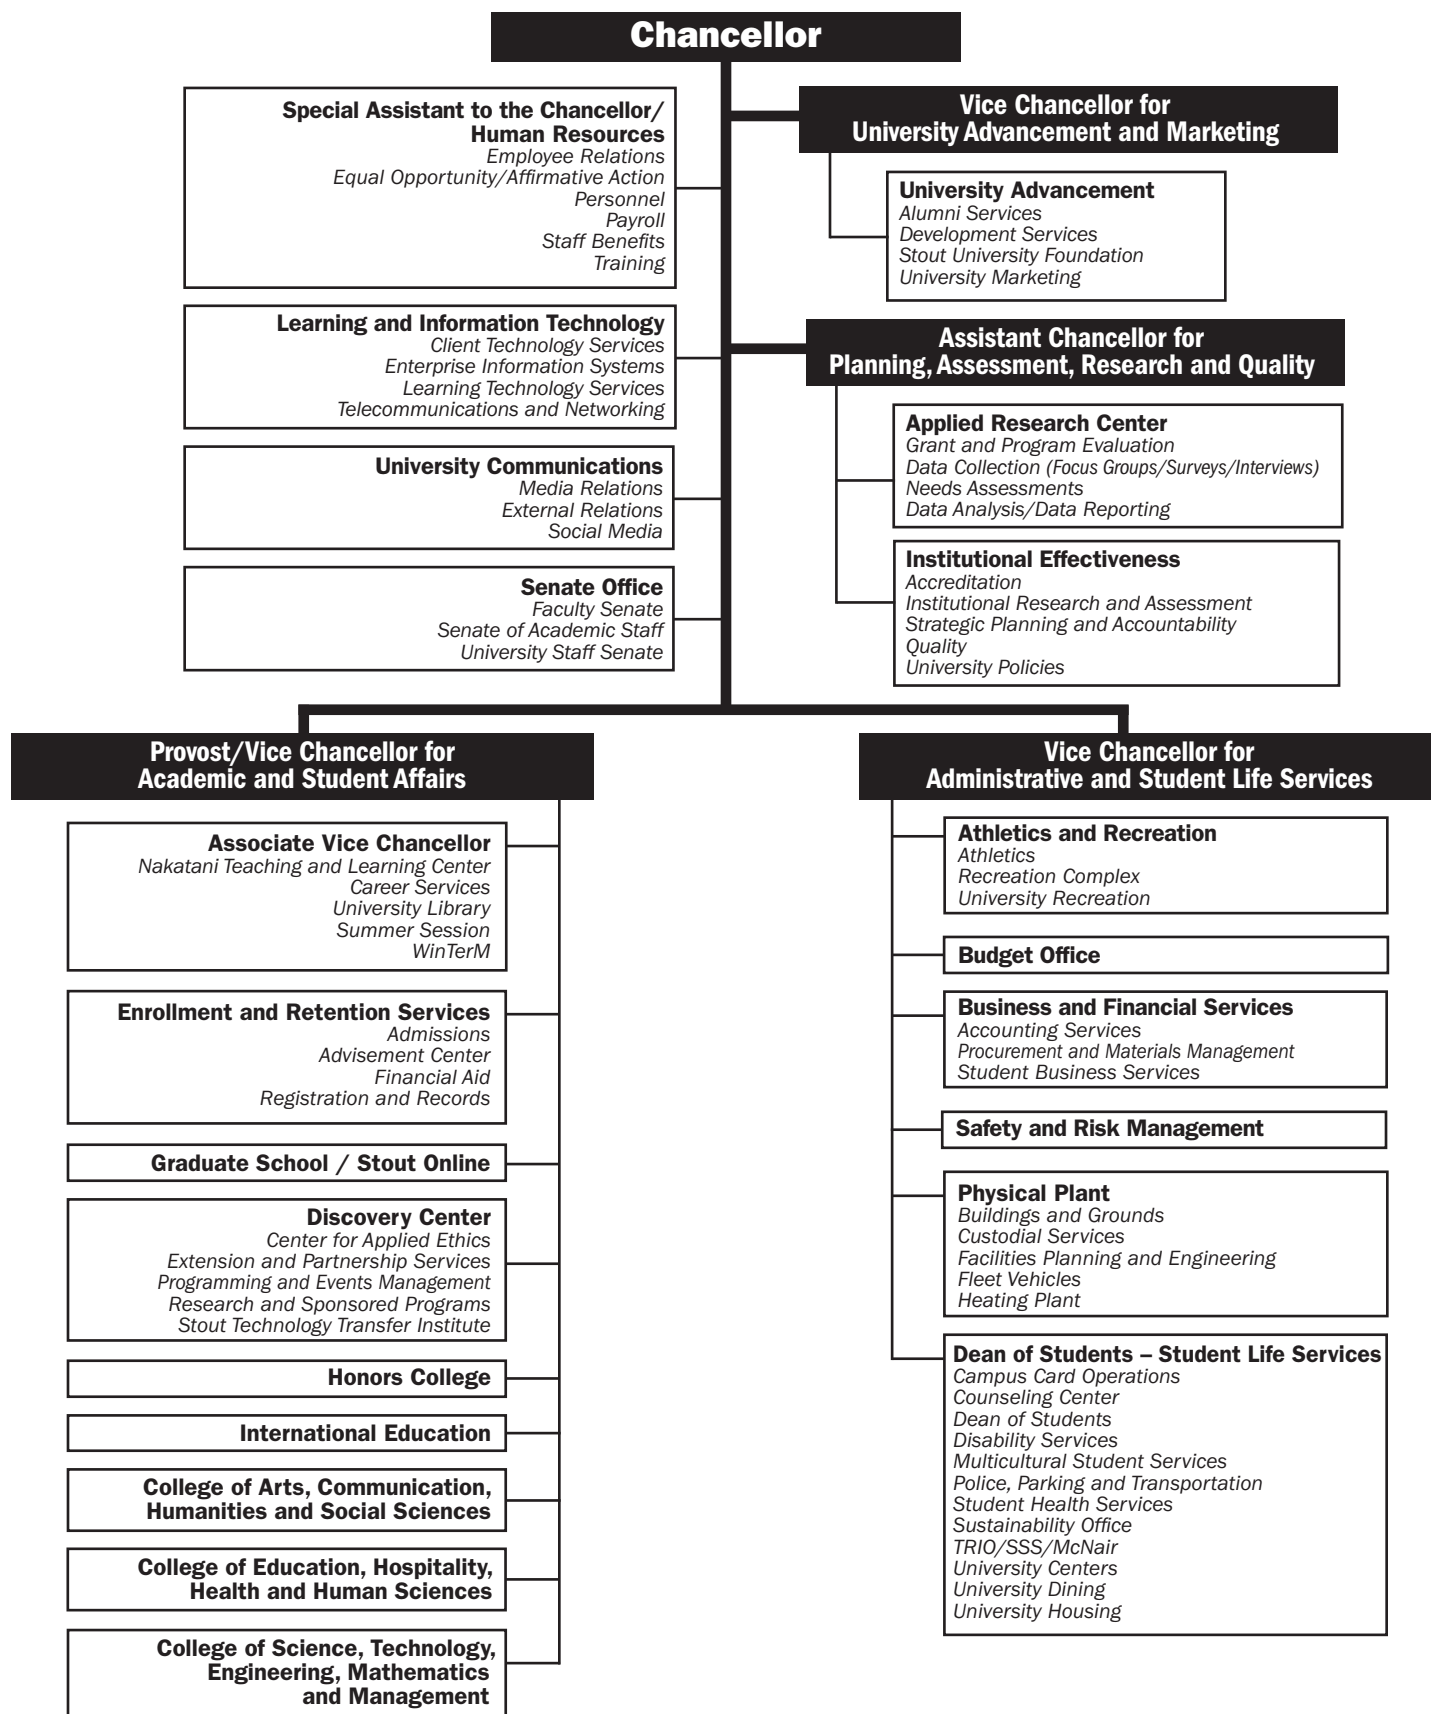 Chancellor
Special Assistant to the Chancellor/
Human Resources
Employee Relations
Equal Opportunity/Affirmative Action
Personnel
Payroll
Staff Benefits
Training
Learning and Information Technology
Client Technology Services
Enterprise Information Systems
Learning Technology Services
Telecommunications and Networking
University Communications
Media Relations
External Relations
Social Media
Senate Office
Faculty Senate
Senate of Academic Staff
University Staff Senate
Vice Chancellor for
University Advancement and Marketing
University Advancement
Alumni Services
Development Services
Stout University Foundation
University Marketing
Assistant Chancellor for
Planning, Assessment, Research and Quality
Applied Research Center
Grant and Program Evaluation
Data Collection (Focus Groups/Surveys/Interviews)
Needs Assessments
Data Analysis/Data Reporting
Institutional Effectiveness
Accreditation
Institutional Research and Assessment
Strategic Planning and Accountability
Quality
University Policies
Provost/Vice Chancellor for
Academic and Student Affairs
Associate Vice Chancellor
Nakatani Teaching and Learning Center
Career Services
University Library
Summer Session
WinTerM
Enrollment and Retention Services
Admissions
Advisement Center
Financial Aid
Registration and Records
Graduate School / Stout Online
Discovery Center
Center for Applied Ethics
Extension and Partnership Services
Programming and Events Management
Research and Sponsored Programs
Stout Technology Transfer Institute
Honors College
International Education
College of Arts, Communication,
Humanities and Social Sciences
College of Education, Hospitality,
Health and Human Sciences
College of Science, Technology,
Engineering, Mathematics
and Management
Vice Chancellor for
Administrative and Student Life Services
Athletics and Recreation
Athletics
Recreation Complex
University Recreation
Budget Office
Business and Financial Services
Accounting Services
Procurement and Materials Management
Student Business Services
Safety and Risk Management
Physical Plant
Buildings and Grounds
Custodial Services
Facilities Planning and Engineering
Fleet Vehicles
Heating Plant
Dean of Students – Student Life Services
Campus Card Operations
Counseling Center
Dean of Students
Disability Services
Multicultural Student Services
Police, Parking and Transportation
Student Health Services
Sustainability Office
TRIO/SSS/McNair
University Centers
University Dining
University Housing